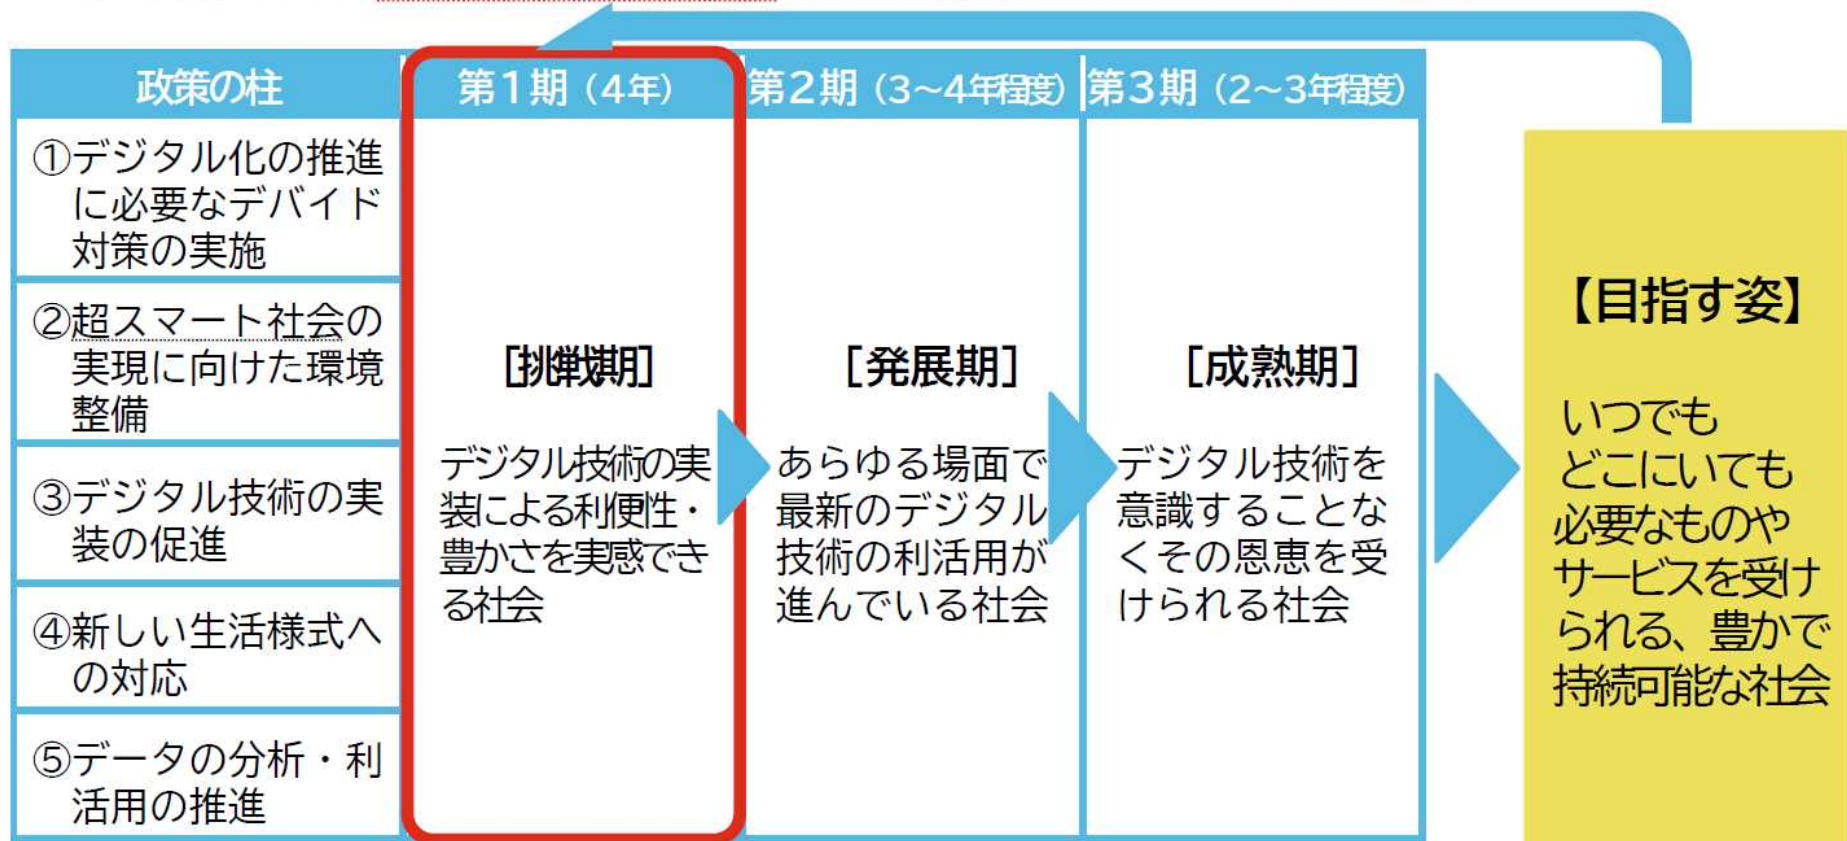 政策の柱
第1期（4年）
第2期（3～4年程度）
第3期（2～3年程度）
①デジタル化の推進
に必要なデバイド
対策の実施
②超スマート社会の
実現に向けた環境
整備
③デジタル技術の実
装の促進
④新しい生活様式へ
の対応
⑤データの分析・利
活用の推進
［挑戦期］
デジタル技術の実
装による利便性・
豊かさを実感でき
る社会
［発展期］
あらゆる場面で
最新のデジタル
技術の利活用が
進んでいる社会
［成熟期］
デジタル技術を
意識することな
くその恩恵を受
けられる社会
【目指す姿】
いつでも
どこにいても
必要なものや
サービスを受け
られる、豊かで
持続可能な社会